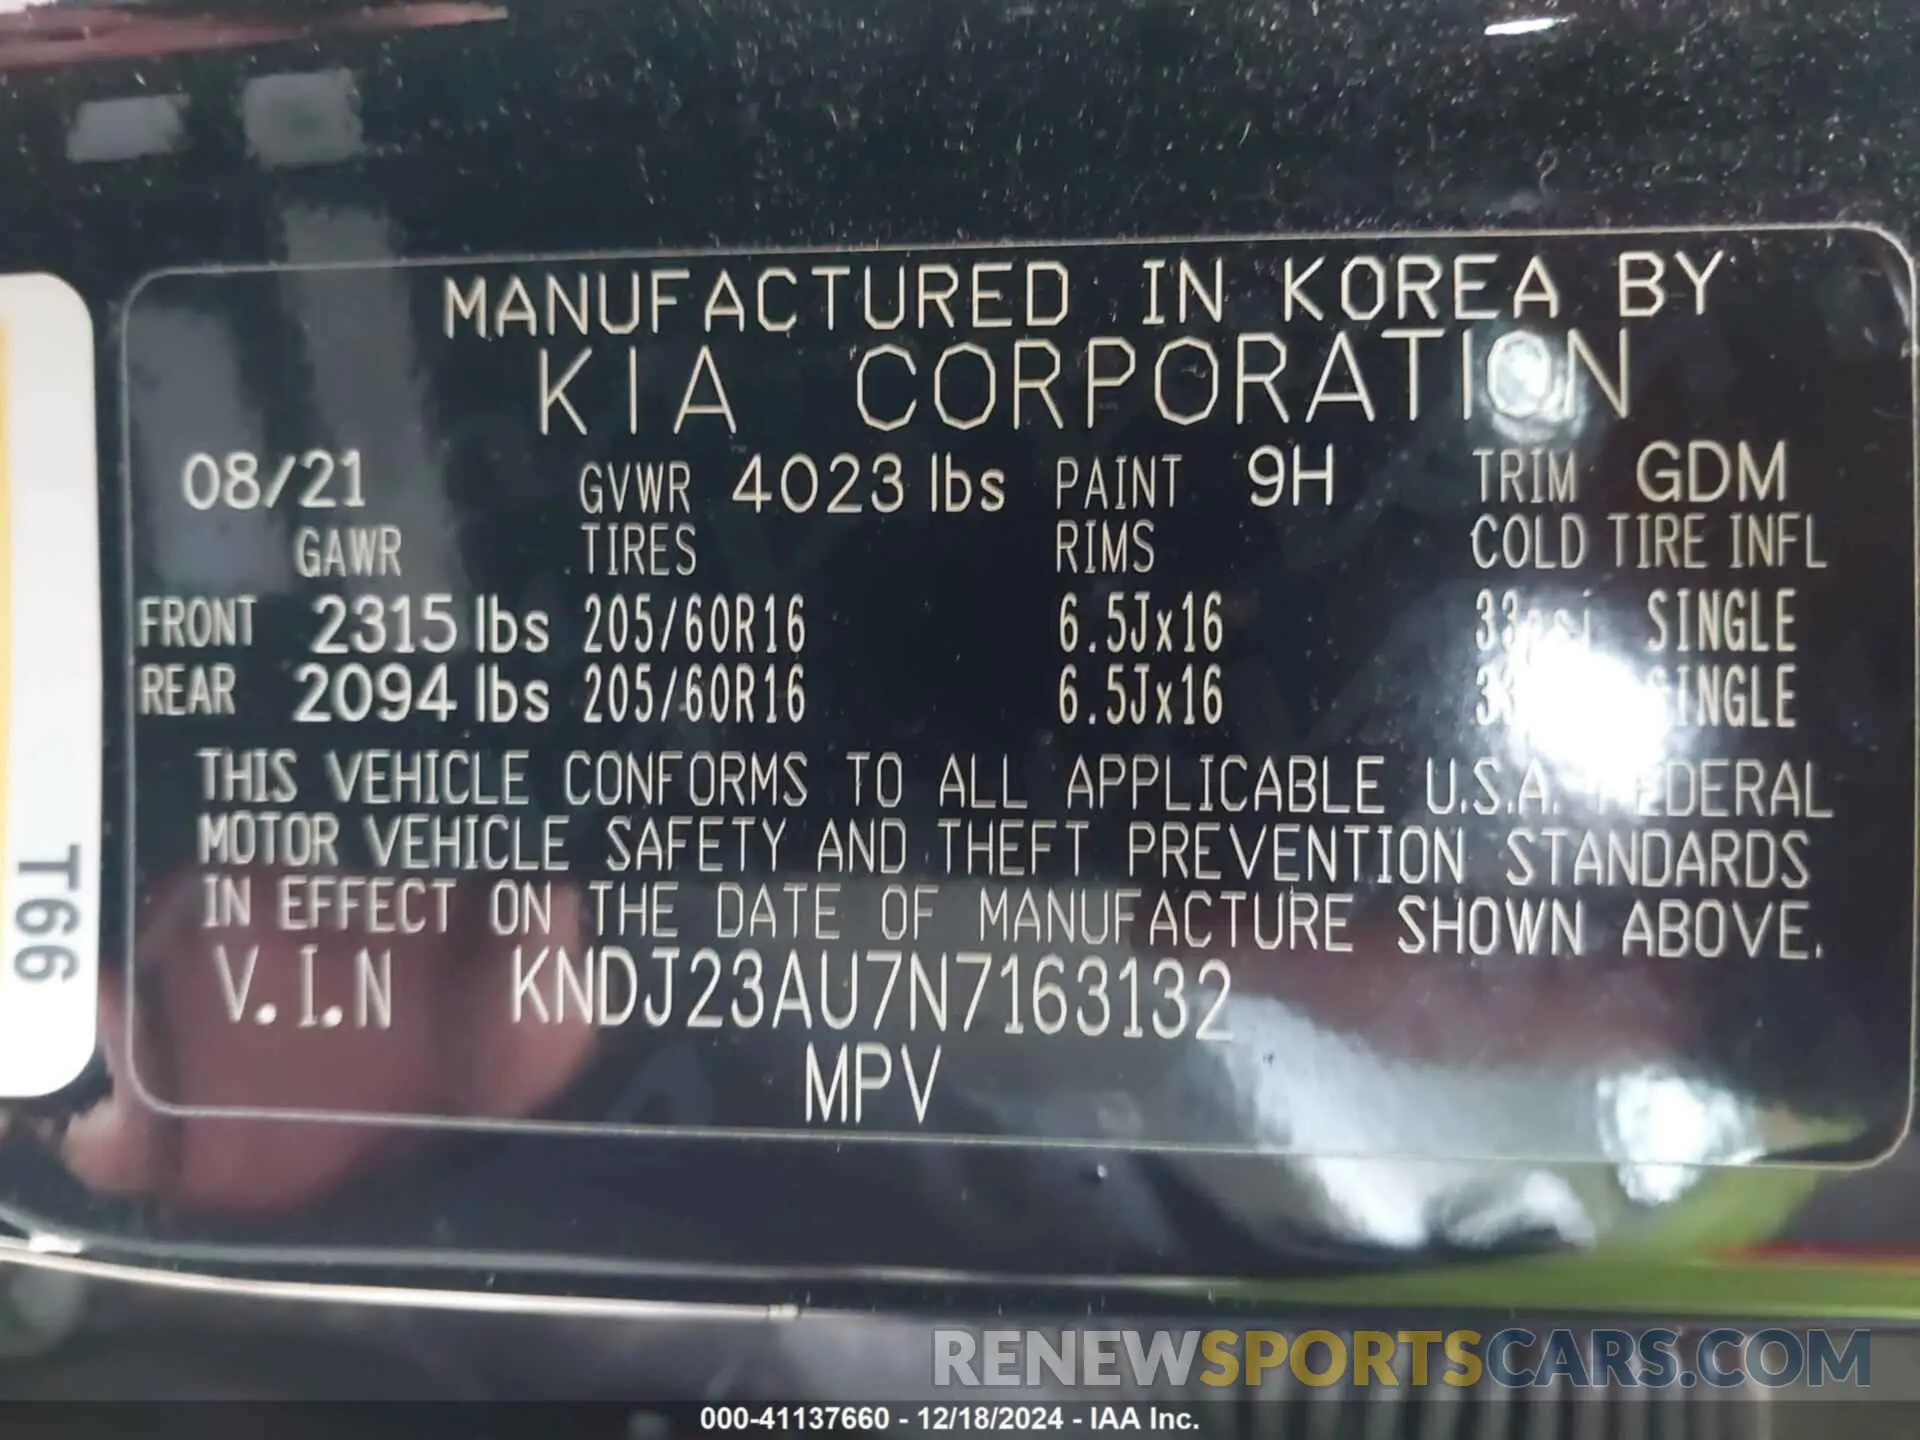 MANUFACTURED IN KOREA BY
KIA CORPORATION
08/21 GVWR 4023 lbs PAINT 9H TRIM GDM
GAWR TIRES RIMS COLD TIRE INFL
FRONT 2315 lbs 205/60R16 6.5Jx16 33psi SINGLE
REAR 2094 lbs 205/60R16 6.5Jx16 SINGLE
THIS VEHICLE CONFORMS TO ALL APPLICABLE U.S.A. FEDERAL
MOTOR VEHICLE SAFETY AND THEFT PREVENTION STANDARDS
IN EFFECT ON THE DATE OF MANUFACTURE SHOWN ABOVE.
V.I.N KNDJ23AU7N7163132
MPV
T66
RENEWSPORTSCARS.COM
000-41137660 - 12/18/2024 - IAA Inc.